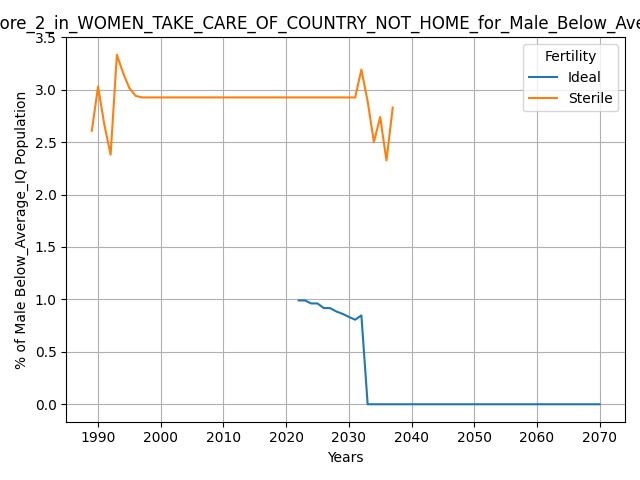 ore_2_in_WOMEN_TAKE_CARE_OF_COUNTRY_NOT_HOME_for_Male_Below_Ave
3.5
3.0
2.5
2.0
1.5
1.0
0.5
0.0
% of Male Below_Average_IQ Population
Fertility
Ideal
Sterile
1990 2000 2010 2020 2030 2040 2050 2060 2070
Years